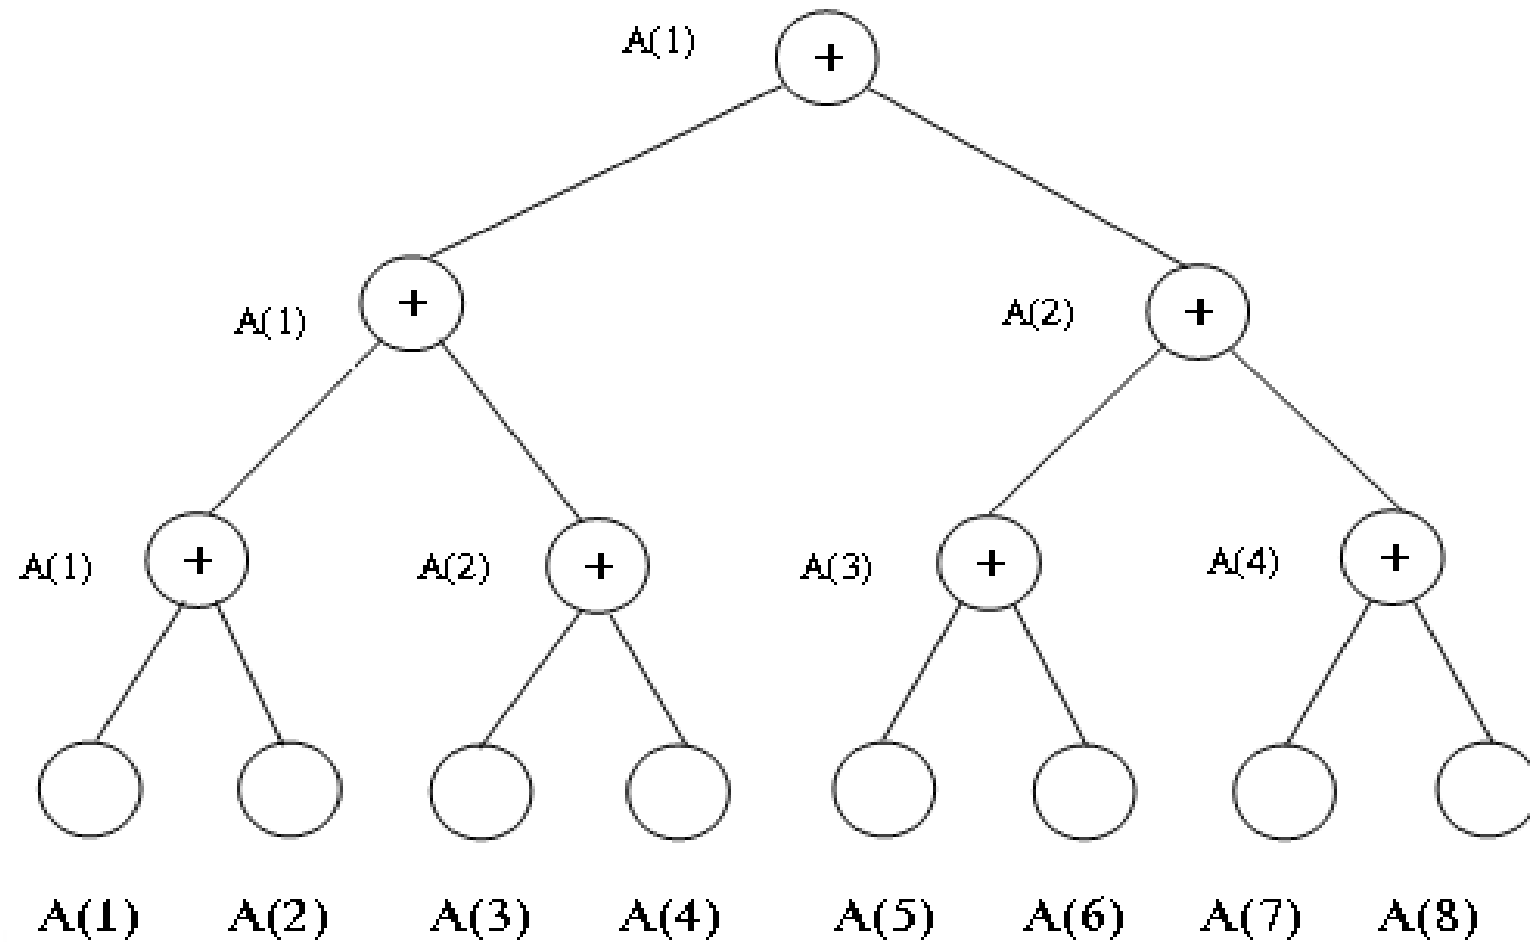 A(1) +
A(1) + A(2) +
A(1) + A(2) + A(3) + A(4) +
A(1) A(2) A(3) A(4) A(5) A(6) A(7) A(8)